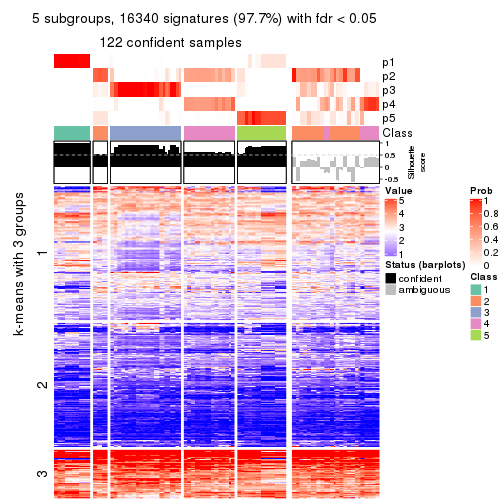 5 subgroups, 16340 signatures (97.7%) with fdr < 0.05
122 confident samples
p1
p2
p3
p4
p5
Class
1
0.5
0
-0.5
Silhouette
score
k-means with 3 groups
1
2
3
Value
5
4
3
2
1
Status (barplots)
confident
ambiguous
Prob
1
0.8
0.6
0.4
0.2
0
Class
1
2
3
4
5